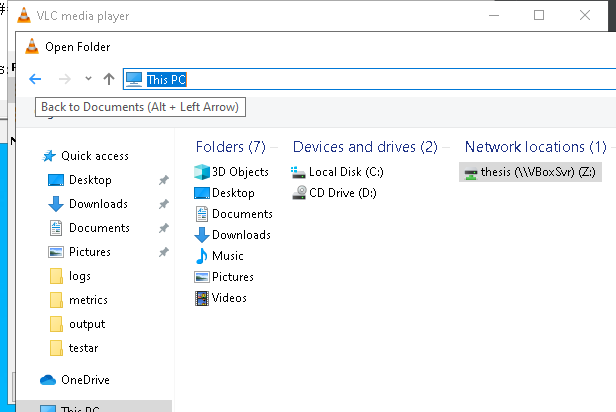 VLC media player
Open Folder
This PC
Back to Documents (Alt + Left Arrow)
Quick access
Desktop
Downloads
Documents
Pictures
logs
metrics
output
testar
OneDrive
This PC
Folders (7)
3D Objects
Desktop
Documents
Downloads
Music
Pictures
Videos
Devices and drives (2)
Local Disk (C:)
CD Drive (D:)
Network locations (1)
thesis (\\VBoxSvr) (Z:)